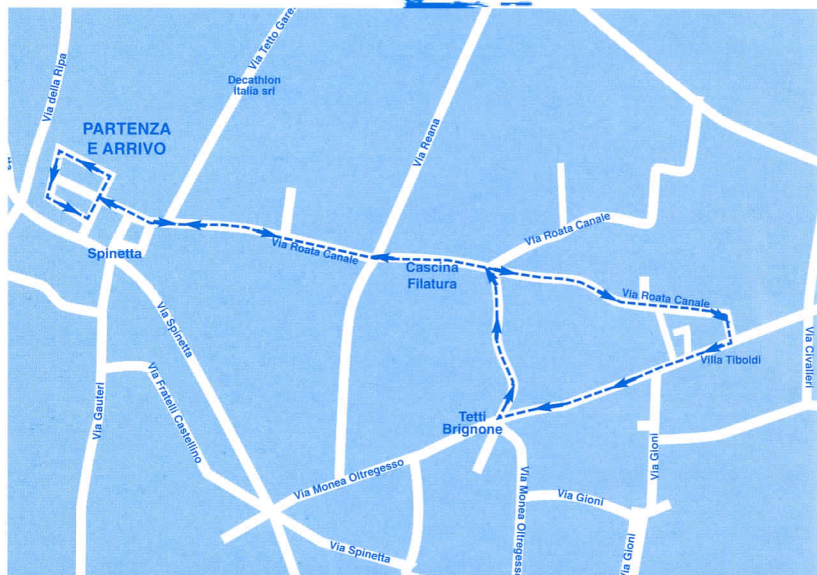 Via della Ripa
Via Tetto Gare
Decathlon
italia srl
PARTENZA
E ARRIVO
Via Reana
Spinetta
Via Roata Canale
Cascina
Filatura
Via Roata Canale
Via Roata Canale
Villa Tiboldi
Via Civalleri
Via Spinetta
Via Gauteri
Via Fratelli Castellino
Tetti
Brignone
Via Monea Oltregesso
Via Monea Oltregesso
Via Gioni
Via Gioni
Via Gioni
Via Spinetta